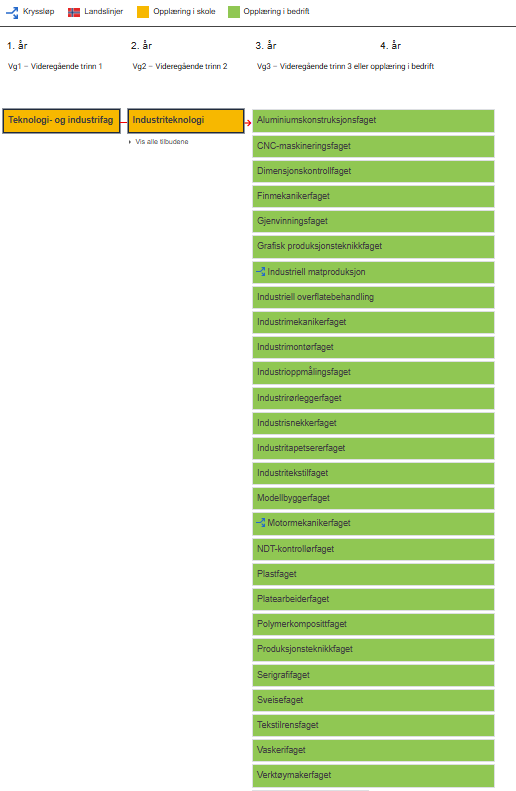 Kryssløp Landslinjer Opplæring i skole Opplæring i bedrift
1. år 2. år 3. år 4. år
Vg1 – Videregående trinn 1 Vg2 – Videregående trinn 2 Vg3 – Videregående trinn 3 eller opplæring i bedrift
Teknologi- og industrifag Industriteknologi Aluminiumskonstruksjonsfaget
Vis alle tilbudene
CNC-maskineringsfaget
Dimensjonskontrollfaget
Finmekanikerfaget
Gjenvinningsfaget
Grafisk produksjonsteknikkfaget
Industriell matproduksjon
Industriell overflatebehandling
Industrimekanikerfaget
Industrimontørfaget
Industrioppmålingsfaget
Industrirørleggerfaget
Industrisnekkerfaget
Industritapetsererfaget
Industritekstilfaget
Modellbyggerfaget
Motormekanikerfaget
NDT-kontrollørfaget
Plastfaget
Platearbeiderfaget
Polymerkomposittfaget
Produksjonsteknikkfaget
Serigrafifaget
Sveisefaget
Tekstilrensfaget
Vaskerifaget
Verktøymakerfaget